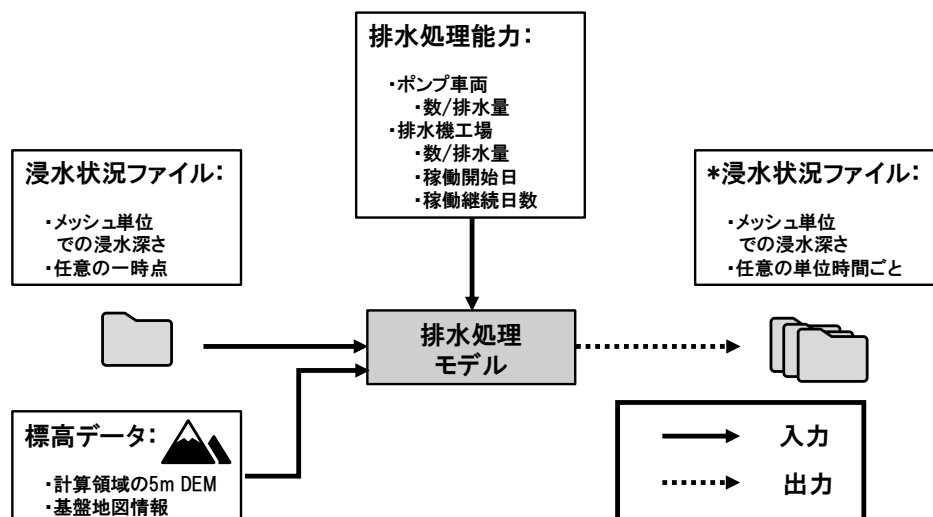 排水処理能力:
・ポンプ車両
・数/排水量
・排水機工場
・数/排水量
・稼働開始日
・稼働継続日数
浸水状況ファイル:
・メッシュ単位
での浸水深さ
・任意の一時点
*浸水状況ファイル:
・メッシュ単位
での浸水深さ
・任意の単位時間ごと
排水処理
モデル
標高データ:
・計算領域の5m DEM
・基盤地図情報
入力
出力